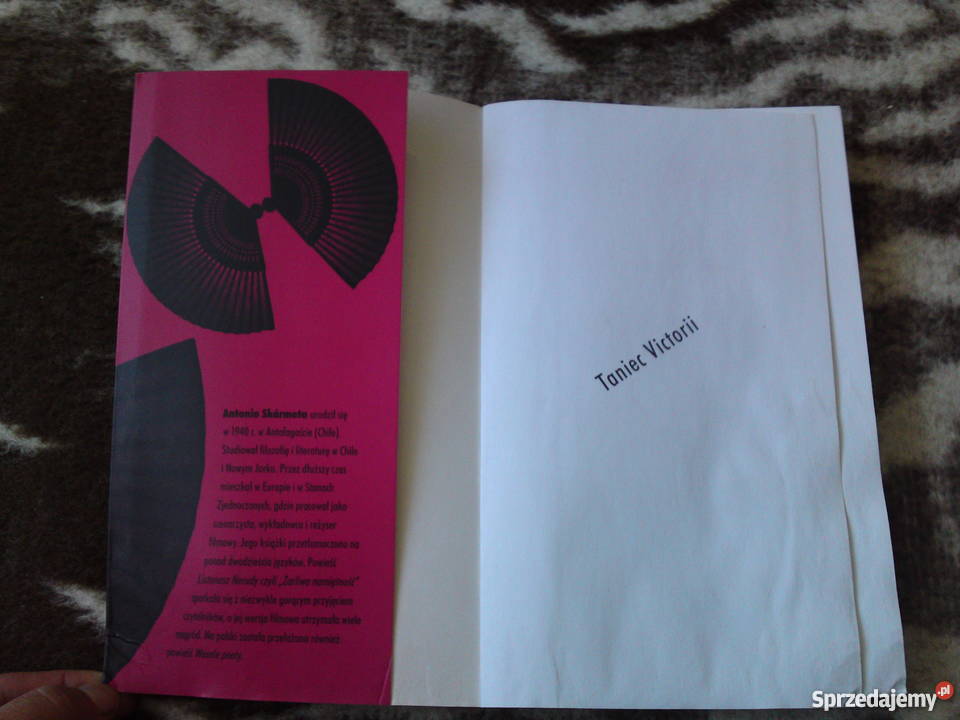 Antonio Skármeta urodził się
w 1940 r. w Antofagaście (Chile).
Studiował filozofię i literaturę w Chile
i Nowym Jorku. Przez dłuższy czas
mieszkał w Europie i w Stanach
Zjednoczonych, gdzie pracował jako
scenarzysta, wykładowca i reżyser
filmowy. Jego książki przetłumaczono na
ponad dwadzieścia języków. Powieść
Listonosz Nerudy czyli „Żarliwa namiętność"
spotkała się z niezwykle gorącym przyjęciem
czytelników, a jej wersja filmowa otrzymała wiele
nagród. Na polski została przełożona również
powieść Wesele poety.
Taniec Victorii
Sprzedajemy.pl